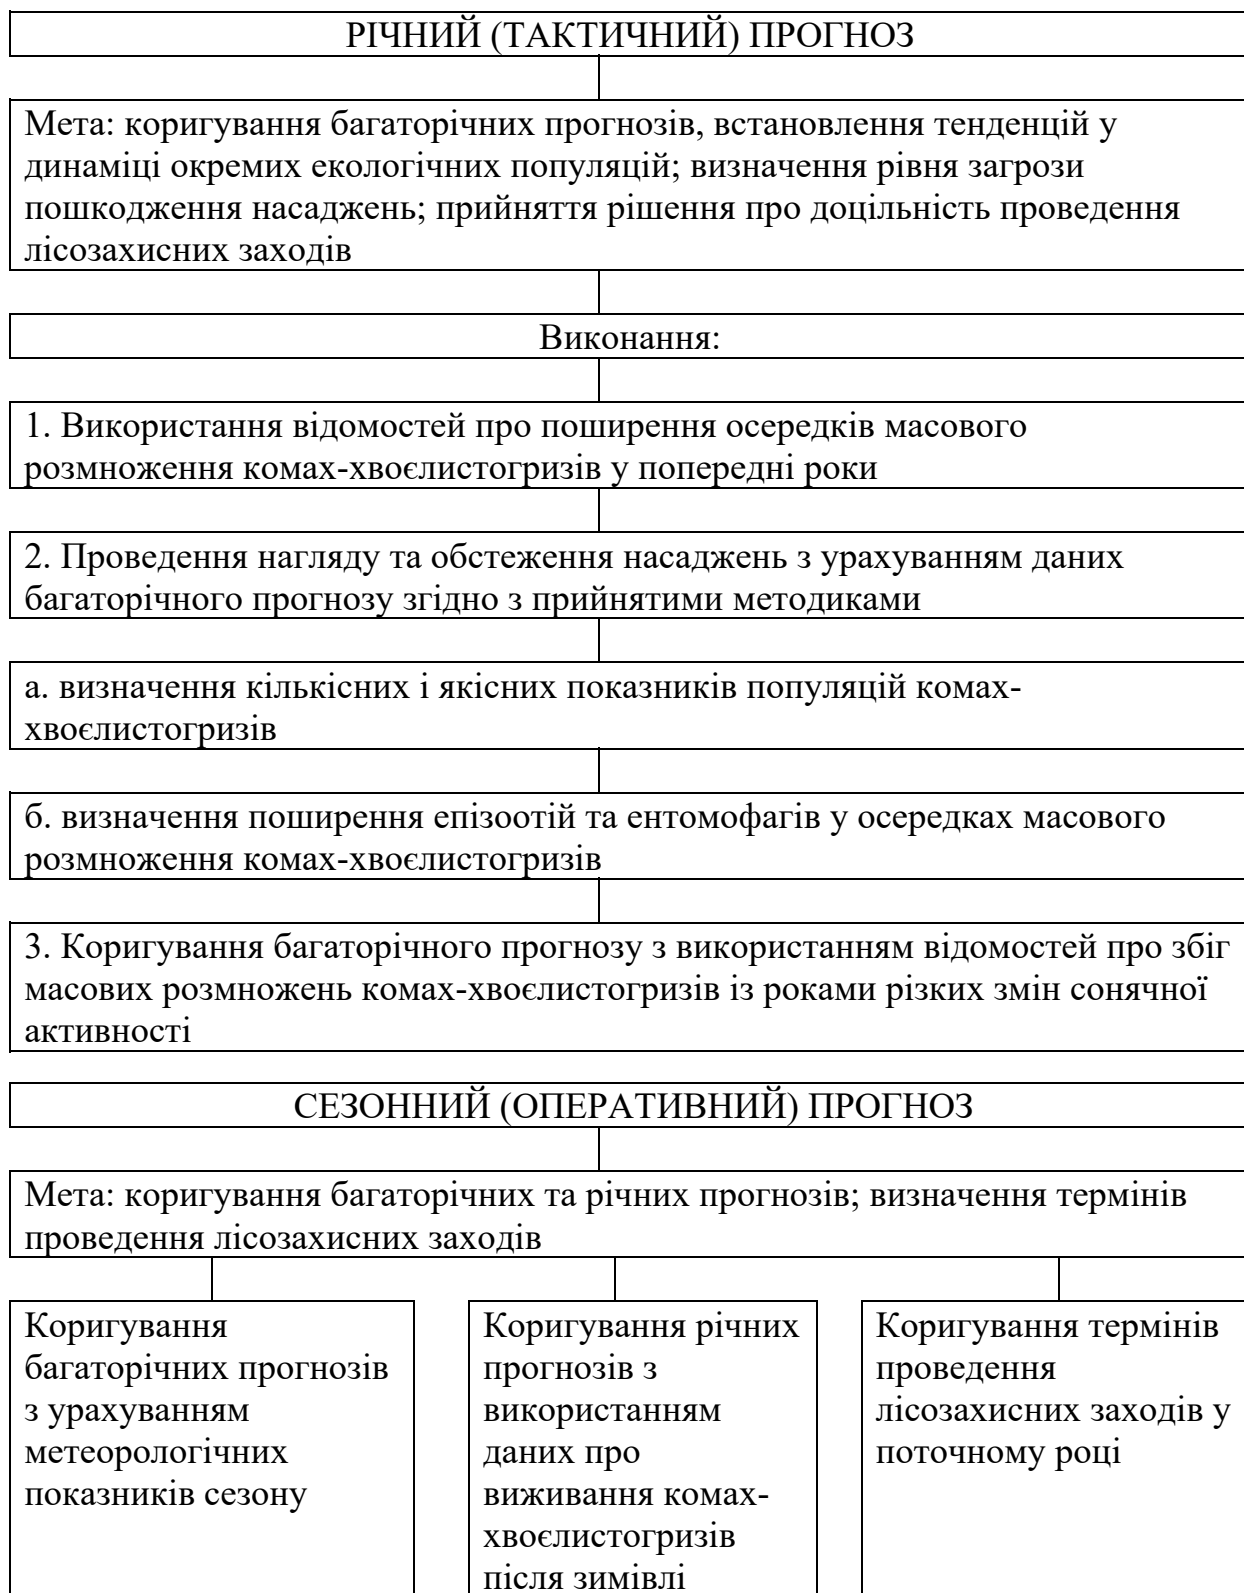 РІЧНИЙ (ТАКТИЧНИЙ) ПРОГНОЗ
Мета: коригування багаторічних прогнозів, встановлення тенденцій у
динаміці окремих екологічних популяцій; визначення рівня загрози
пошкодження насаджень; прийняття рішення про доцільність проведення
лісозахисних заходів
Виконання:
1. Використання відомостей про поширення осередків масового
розмноження комах-хвоєлистогризів у попередні роки
2. Проведення нагляду та обстеження насаджень з урахуванням даних
багаторічного прогнозу згідно з прийнятими методиками
а. визначення кількісних і якісних показників популяцій комах-
хвоєлистогризів
б. визначення поширення епізоотій та ентомофагів у осередках масового
розмноження комах-хвоєлистогризів
3. Коригування багаторічного прогнозу з використанням відомостей про збіг
масових розмножень комах-хвоєлистогризів із роками різких змін сонячної
активності
СЕЗОННИЙ (ОПЕРАТИВНИЙ) ПРОГНОЗ
Мета: коригування багаторічних та річних прогнозів; визначення термінів
проведення лісозахисних заходів
Коригування
багаторічних прогнозів
з урахуванням
метеорологічних
показників сезону
Коригування річних
прогнозів з
використанням
даних про
виживання комах-
хвоєлистогризів
після зимівлі
Коригування термінів
проведення
лісозахисних заходів у
поточному році